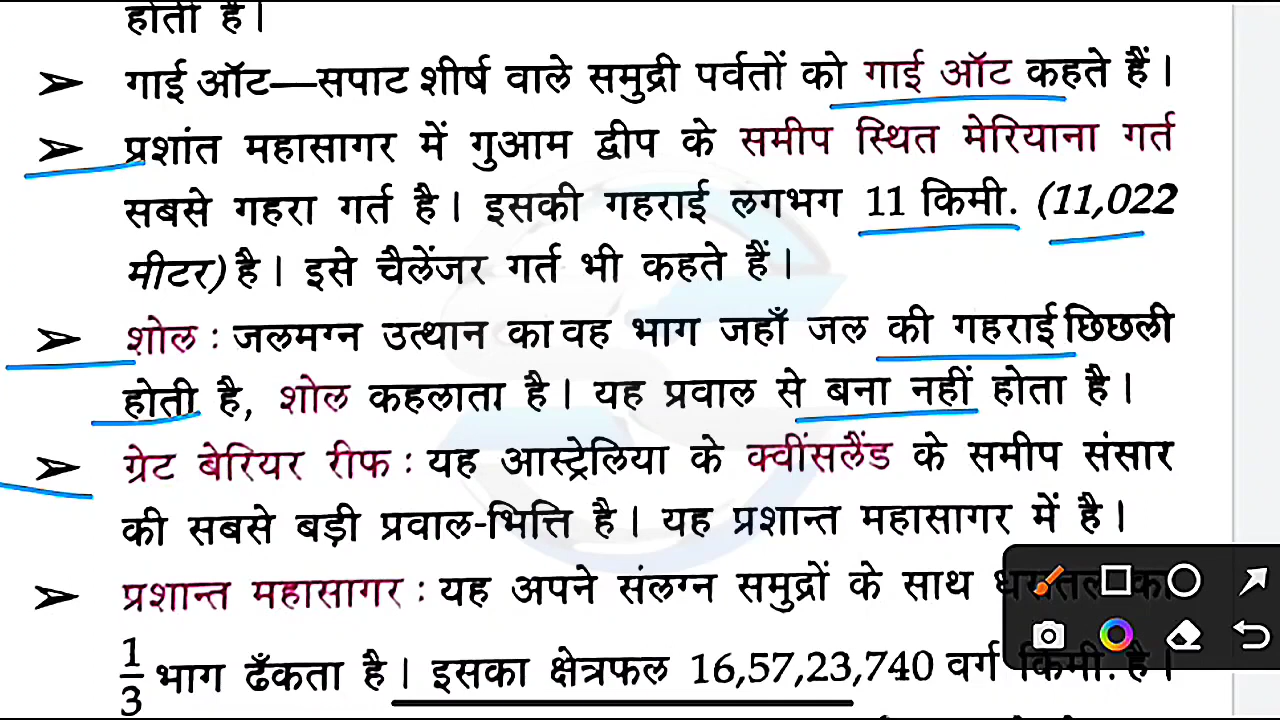 होती है।
➢ गाई ऑट—सपाट शीर्ष वाले समुद्री पर्वतों को गाई ऑट कहते हैं।
➢ प्रशांत महासागर में गुआम द्वीप के समीप स्थित मेरियाना गर्त
सबसे गहरा गर्त है। इसकी गहराई लगभग 11 किमी. (11,022
मीटर) है। इसे चैलेंजर गर्त भी कहते हैं।
➢ शोल : जलमग्न उत्थान का वह भाग जहाँ जल की गहराई छिछली
होती है, शोल कहलाता है। यह प्रवाल से बना नहीं होता है।
➢ ग्रेट बेरियर रीफ : यह आस्ट्रेलिया के क्वींसलैंड के समीप संसार
की सबसे बड़ी प्रवाल-भित्ति है। यह प्रशान्त महासागर में है।
➢ प्रशान्त महासागर : यह अपने संलग्न समुद्रों के साथ धरातल का
1/3 भाग ढँकता है। इसका क्षेत्रफल 16,57,23,740 वर्ग किमी. है।